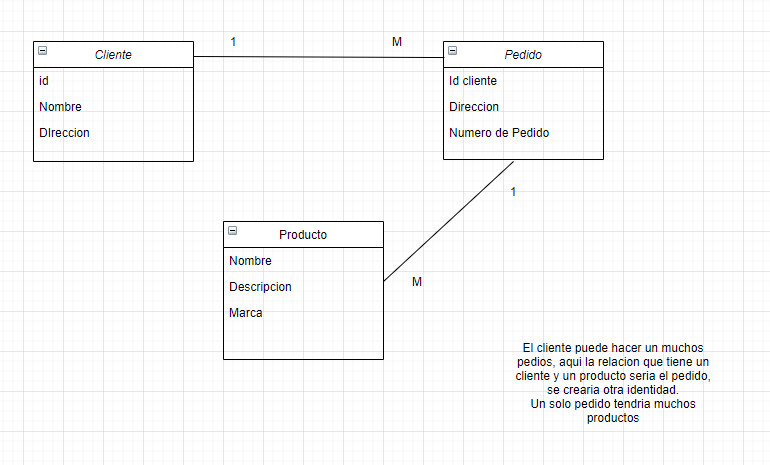 1
M
Cliente
id
Nombre
DIreccion
Pedido
Id cliente
Direccion
Numero de Pedido
1
M
Producto
Nombre
Descripcion
Marca
El cliente puede hacer un muchos
pedios, aqui la relacion que tiene un
cliente y un producto seria el pedido,
se crearia otra identidad.
Un solo pedido tendria muchos
productos